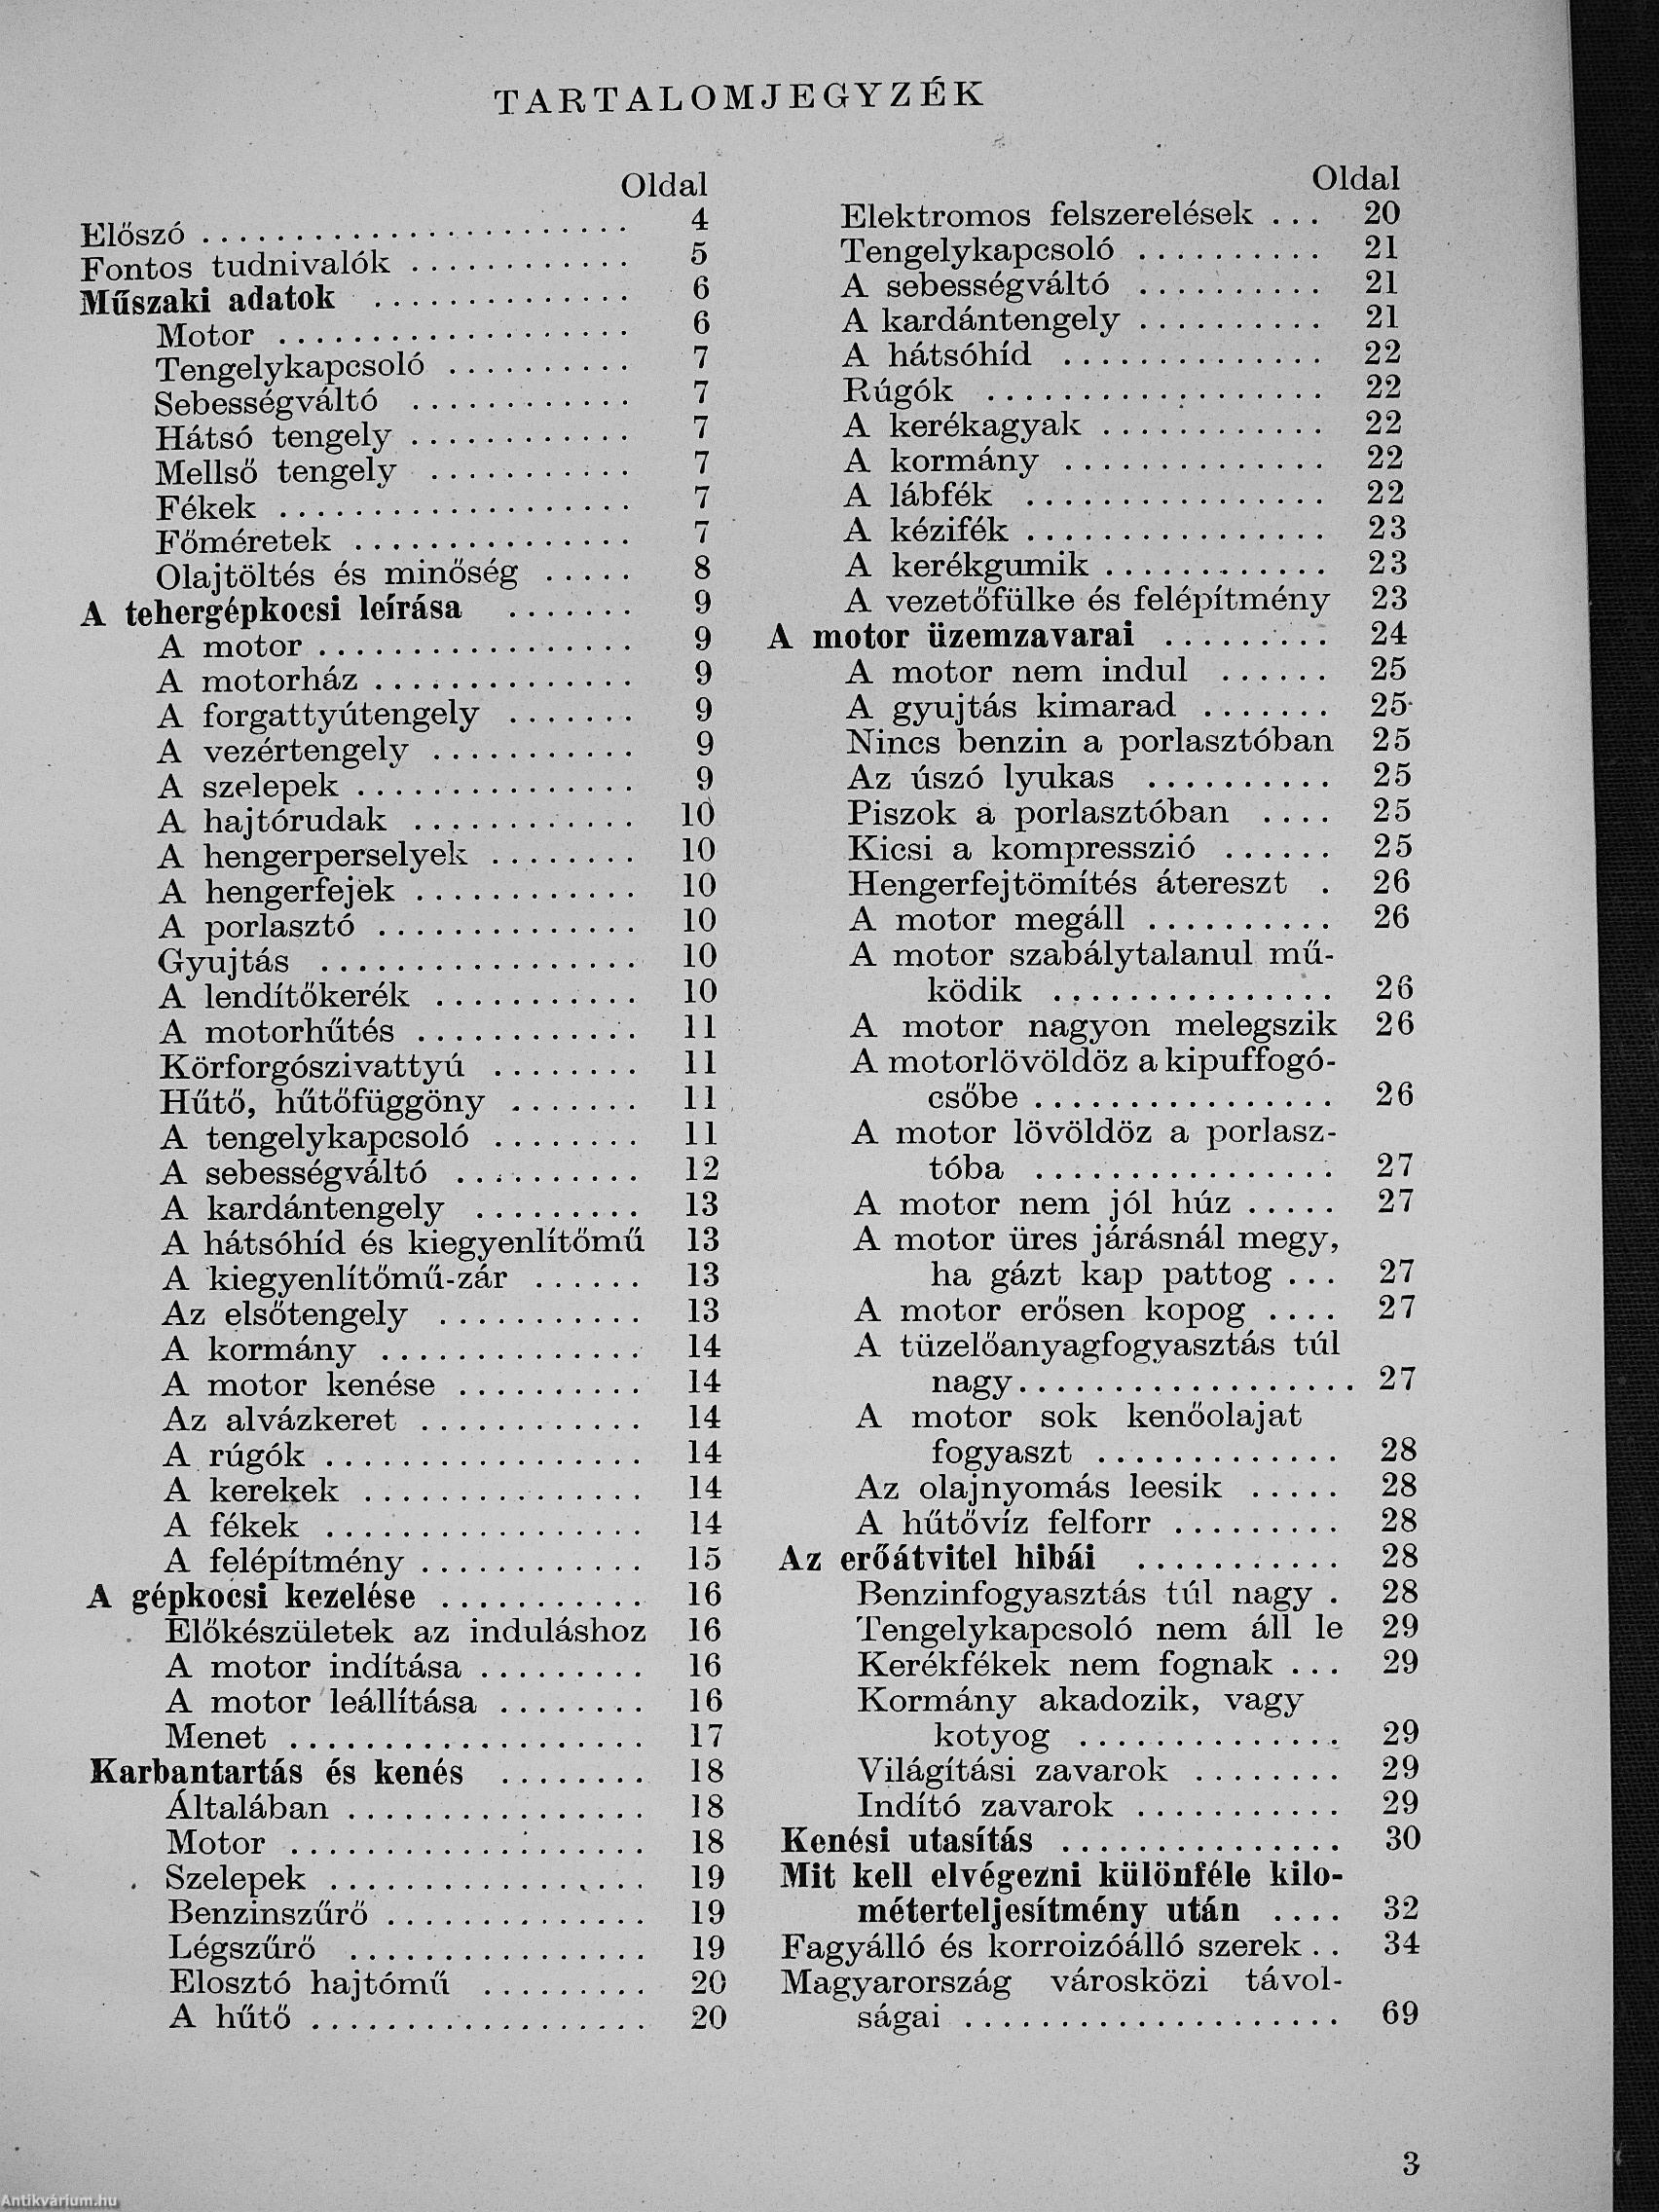 TARTALOMJEGYZÉK
Oldal
Előszó ....................... 4
Fontos tudnivalók ............ 5
Műszaki adatok .............. 6
Motor ................... 6
Tengelykapcsoló .......... 7
Sebességváltó ............ 7
Hátsó tengely ............ 7
Mellső tengely ........... 7
Fékek ................... 7
Főméretek ............... 7
Olajtöltés és minőség ..... 8
A tehergépkocsi leírása ....... 9
A motor ................. 9
A motorház .............. 9
A forgattyútengely ....... 9
A vezértengely ........... 9
A szelepek ............... 9
A hajtórudak ............ 10
A hengerperselyek ........ 10
A hengerfejek ............ 10
A porlasztó .............. 10
Gyujtás ................. 10
A lendítőkerék ........... 10
A motorhűtés ............ 11
Körforgószivattyú ........ 11
Hűtő, hűtőfüggöny ....... 11
A tengelykapcsoló ........ 11
A sebességváltó .......... 12
A kardántengely ......... 13
A hátsóhíd és kiegyenlítőmű 13
A kiegyenlítőmű-zár ...... 13
Az elsőtengely ........... 13
A kormány .............. 14
A motor kenése .......... 14
Az alvázkeret ............ 14
A rúgók ................. 14
A kerekek ............... 14
A fékek ................. 14
A felépítmény ............ 15
A gépkocsi kezelése ........... 16
Előkészületek az induláshoz 16
A motor indítása ......... 16
A motor leállítása ........ 16
Menet ................... 17
Karbantartás és kenés ........ 18
Általában ................ 18
Motor ................... 18
Szelepek ................. 19
Benzinszűrő .............. 19
Légszűrő ................ 19
Elosztó hajtómű ......... 20
A hűtő .................. 20
Oldal
Elektromos felszerelések ... 20
Tengelykapcsoló .......... 21
A sebességváltó .......... 21
A kardántengely .......... 21
A hátsóhíd .............. 22
Rúgók .................. 22
A kerékagyak ............ 22
A kormány .............. 22
A lábfék ................ 22
A kézifék ................ 23
A kerékgumik ............ 23
A vezetőfülke és felépítmény 23
A motor üzemzavarai ......... 24
A motor nem indul ...... 25
A gyujtás kimarad ....... 25
Nincs benzin a porlasztóban 25
Az úszó lyukas .......... 25
Piszok a porlasztóban .... 25
Kicsi a kompresszió ...... 25
Hengerfejtömítés átereszt . 26
A motor megáll .......... 26
A motor szabálytalanul mű-
ködik ............... 26
A motor nagyon melegszik 26
A motorlövöldöz a kipuffogó-
csőbe ................ 26
A motor lövöldöz a porlasz-
tóba ................ 27
A motor nem jól húz ..... 27
A motor üres járásnál megy,
ha gázt kap pattog ... 27
A motor erősen kopog .... 27
A tüzelőanyagfogyasztás túl
nagy.................. 27
A motor sok kenőolajat
fogyaszt ............. 28
Az olajnyomás leesik ..... 28
A hűtővíz felforr ......... 28
Az erőátvitel hibái ........... 28
Benzinfogyasztás túl nagy . 28
Tengelykapcsoló nem áll le 29
Kerékfékek nem fognak ... 29
Kormány akadozik, vagy
kotyog .............. 29
Világítási zavarok ........ 29
Indító zavarok ........... 29
Kenési utasítás ............... 30
Mit kell elvégezni különféle kilo-
méterteljesítmény után .... 32
Fagyálló és korroizóálló szerek .. 34
Magyarország városközi távol-
ságai .................... 69
3
Antikvárium.hu